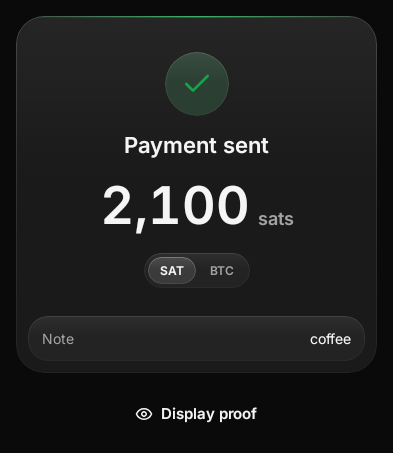 Payment sent
2,100 sats
SAT BTC
Note coffee
Display proof